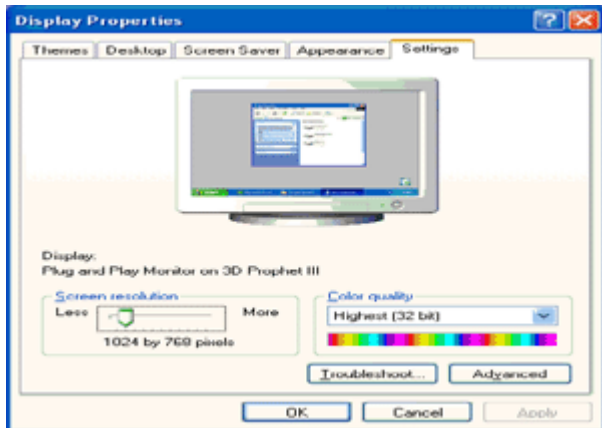 Display Properties
Themes Desktop Screen Saver Appearance Settings
Display:
Plug and Play Monitor on 3D Prophet III
Screen resolution
Less More
1024 by 768 pixels
Color quality
Highest (32 bit)
Troubleshoot... Advanced
OK Cancel Apply